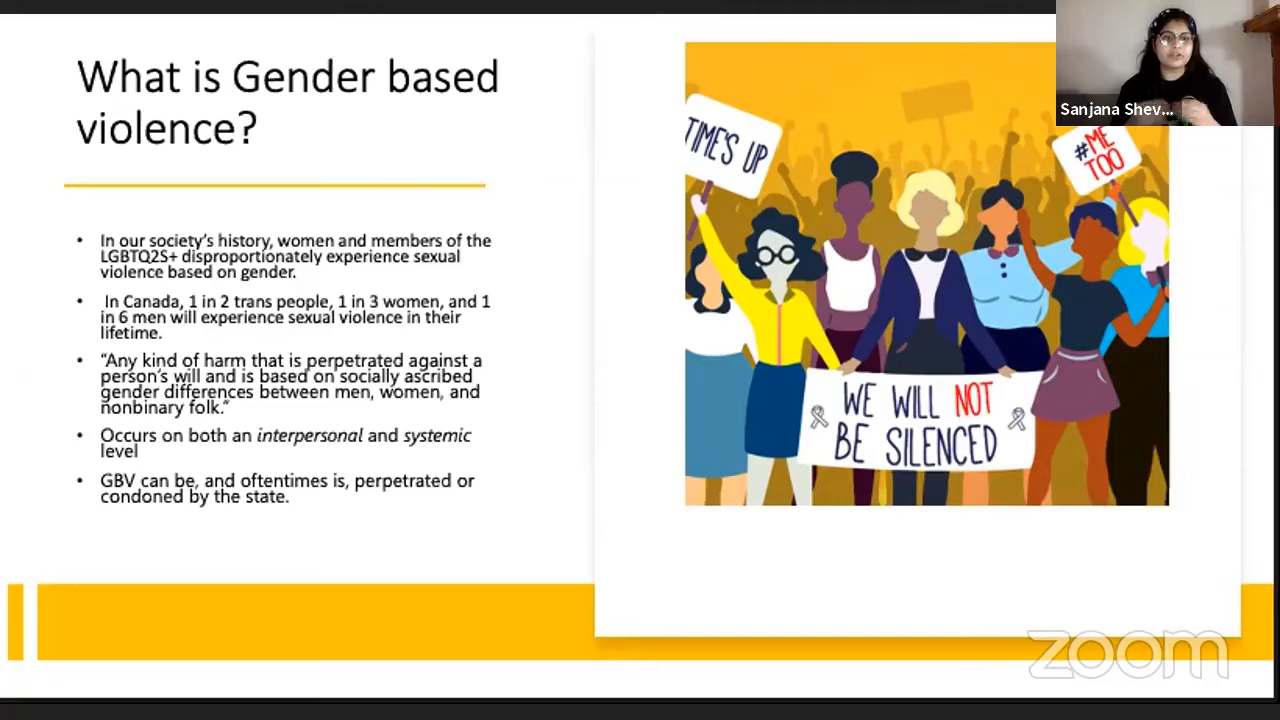 What is Gender based
violence?
• In our society's history, women and members of the
LGBTQ2S+ disproportionately experience sexual
violence based on gender.
• In Canada, 1 in 2 trans people, 1 in 3 women, and 1
in 6 men will experience sexual violence in their
lifetime.
• “Any kind of harm that is perpetrated against a
person's will and is based on socially ascribed
gender differences between men, women, and
nonbinary folk.”
• Occurs on both an interpersonal and systemic
level
• GBV can be, and oftentimes is, perpetrated or
condoned by the state.
TIME'S UP
#ME
TOO
WE WILL NOT
BE SILENCED
Sanjana Shev...
zoom